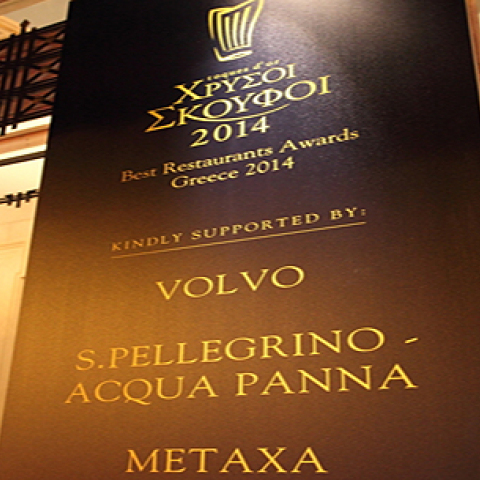 toques d'or
ΧΡΥΣΟΙ
ΣΚΟΥΦΟΙ
2014
Best Restaurants Awards
Greece 2014
KINDLY SUPPORTED BY:
VOLVO
S.PELLEGRINO -
ACQUA PANNA
METAXA